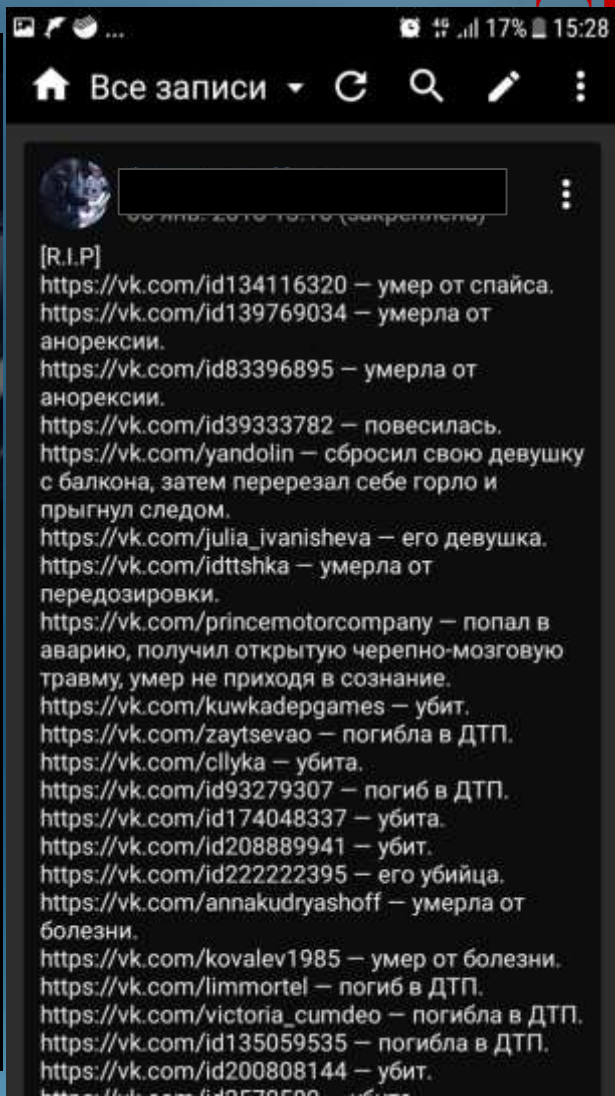 ... 4G 17% 15:28
Все записи
(закреплена)
[R.I.P]
https://vk.com/id134116320 — умер от спайса.
https://vk.com/id139769034 — умерла от
анорексии.
https://vk.com/id83396895 — умерла от
анорексии.
https://vk.com/id39333782 — повесилась.
https://vk.com/yandolin — сбросил свою девушку
с балкона, затем перерезал себе горло и
прыгнул следом.
https://vk.com/julia_ivanisheva — его девушка.
https://vk.com/idttshka — умерла от
передозировки.
https://vk.com/princemotorcompany — попал в
аварию, получил открытую черепно-мозговую
травму, умер не приходя в сознание.
https://vk.com/kuwkadepgames — убит.
https://vk.com/zaytsevao — погибла в ДТП.
https://vk.com/cllyka — убита.
https://vk.com/id93279307 — погиб в ДТП.
https://vk.com/id174048337 — убита.
https://vk.com/id208889941 — убит.
https://vk.com/id222222395 — его убийца.
https://vk.com/annakudryashoff — умерла от
болезни.
https://vk.com/kovalev1985 — умер от болезни.
https://vk.com/limmortel — погиб в ДТП.
https://vk.com/victoria_cumdeo — погибла в ДТП.
https://vk.com/id135059535 — погибла в ДТП.
https://vk.com/id200808144 — убит.